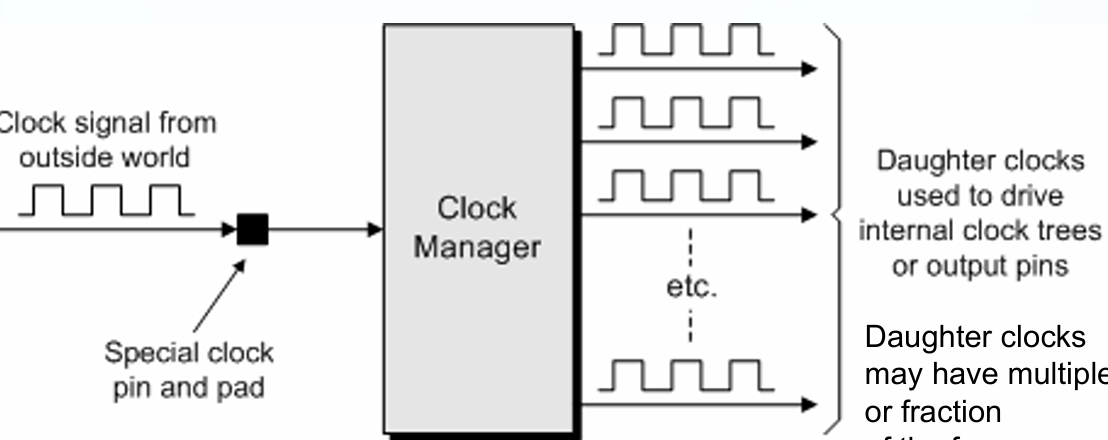 Clock signal from
outside world
Special clock
pin and pad
Clock
Manager
etc.
Daughter clocks
used to drive
internal clock trees
or output pins
Daughter clocks
may have multiple
or fraction